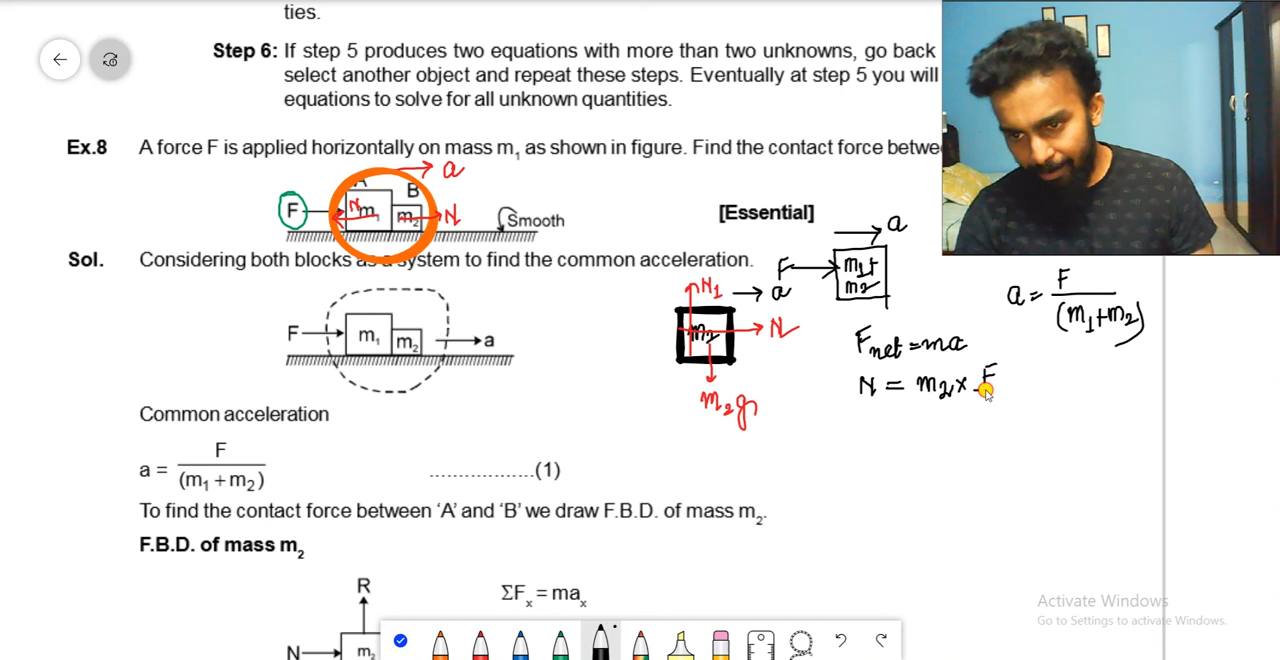 ties.
Step 6: If step 5 produces two equations with more than two unknowns, go back
select another object and repeat these steps. Eventually at step 5 you will
equations to solve for all unknown quantities.
Ex.8 A force F is applied horizontally on mass m₁ as shown in figure. Find the contact force betwe
a
A
B
F
N
m₁
m₂
N
Smooth
[Essential]
a
Sol. Considering both blocks as a system to find the common acceleration.
F
m₁+
m₂
N₁
a
a = F
(m₁+m₂)
m₂
N
m₂g
F
m₁
m₂
a
Fnet = ma
N = m₂ × F
Common acceleration
a = F
(m₁+m₂)
..................(1)
To find the contact force between 'A' and 'B' we draw F.B.D. of mass m₂.
F.B.D. of mass m₂
R
ΣFₓ = maₓ
N
m₂
Activate Windows
Go to Settings to activate Windows.